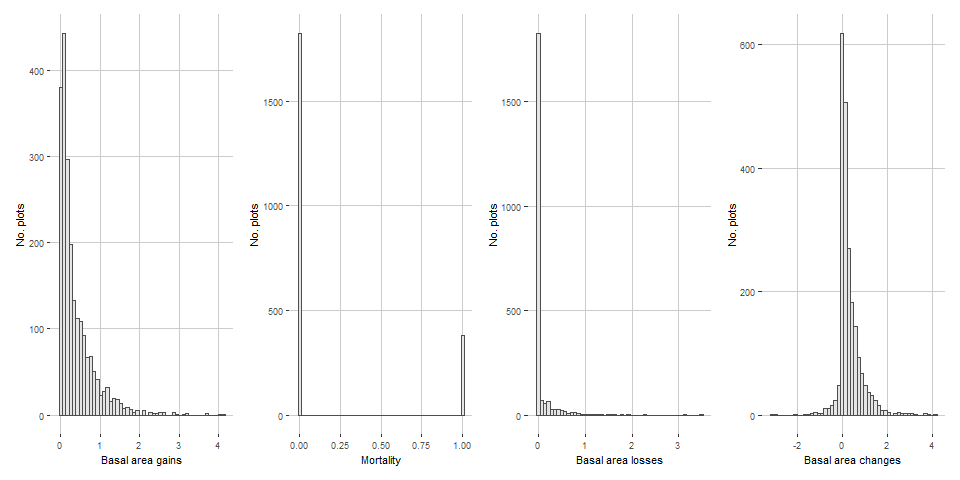 No. plots
400
300
200
100
0
0 1 2 3 4
Basal area gains
No. plots
1500
1000
500
0
0.00 0.25 0.50 0.75 1.00
Mortality
No. plots
1500
1000
500
0
0 1 2 3
Basal area losses
No. plots
600
400
200
0
-2 0 2 4
Basal area changes